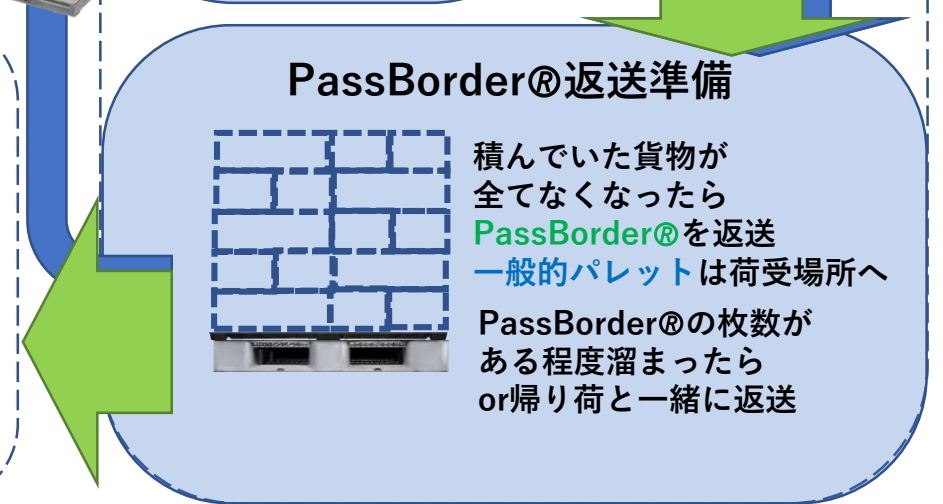 PassBorder®返送準備
積んでいた貨物が
全てなくなったら
PassBorder®を返送
一般的パレットは荷受場所へ
PassBorder®の枚数が
ある程度溜まったら
or帰り荷と一緒に返送